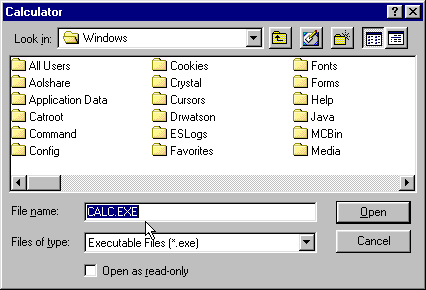 Calculator
Look in: Windows
All Users Cookies Fonts
Aolshare Crystal Forms
Application Data Cursors Help
Catroot Drwatson Java
Command ESLogs MCBin
Config Favorites Media
File name: CALC.EXE Open
Files of type: Executable Files (*.exe) Cancel
Open as read-only